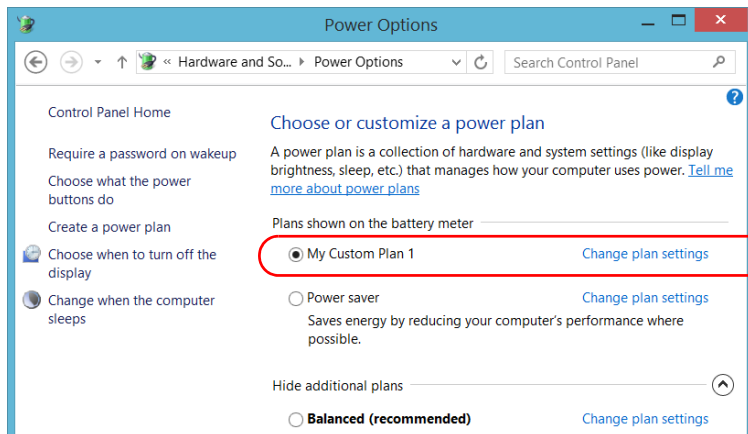 Power Options
« Hardware and So... Power Options
Search Control Panel
?
Control Panel Home
Require a password on wakeup
Choose what the power
buttons do
Create a power plan
Choose when to turn off the
display
Change when the computer
sleeps
Choose or customize a power plan
A power plan is a collection of hardware and system settings (like display
brightness, sleep, etc.) that manages how your computer uses power. Tell me
more about power plans
Plans shown on the battery meter
My Custom Plan 1 Change plan settings
Power saver Change plan settings
Saves energy by reducing your computer's performance where
possible.
Hide additional plans
Balanced (recommended) Change plan settings